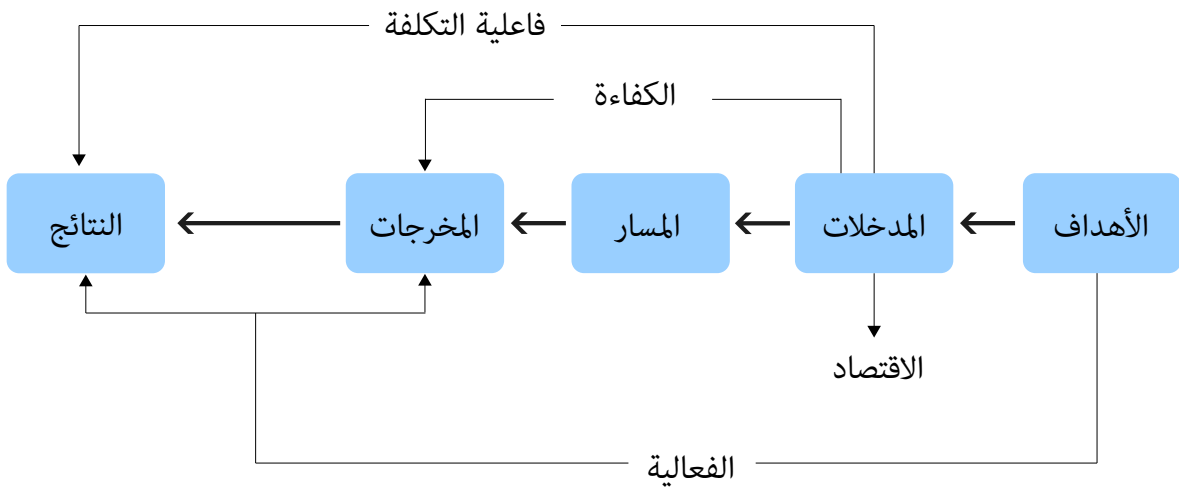 فاعلية التكلفة
الكفاءة
الأهداف
المدخلات
المسار
المخرجات
النتائج
الاقتصاد
الفعالية